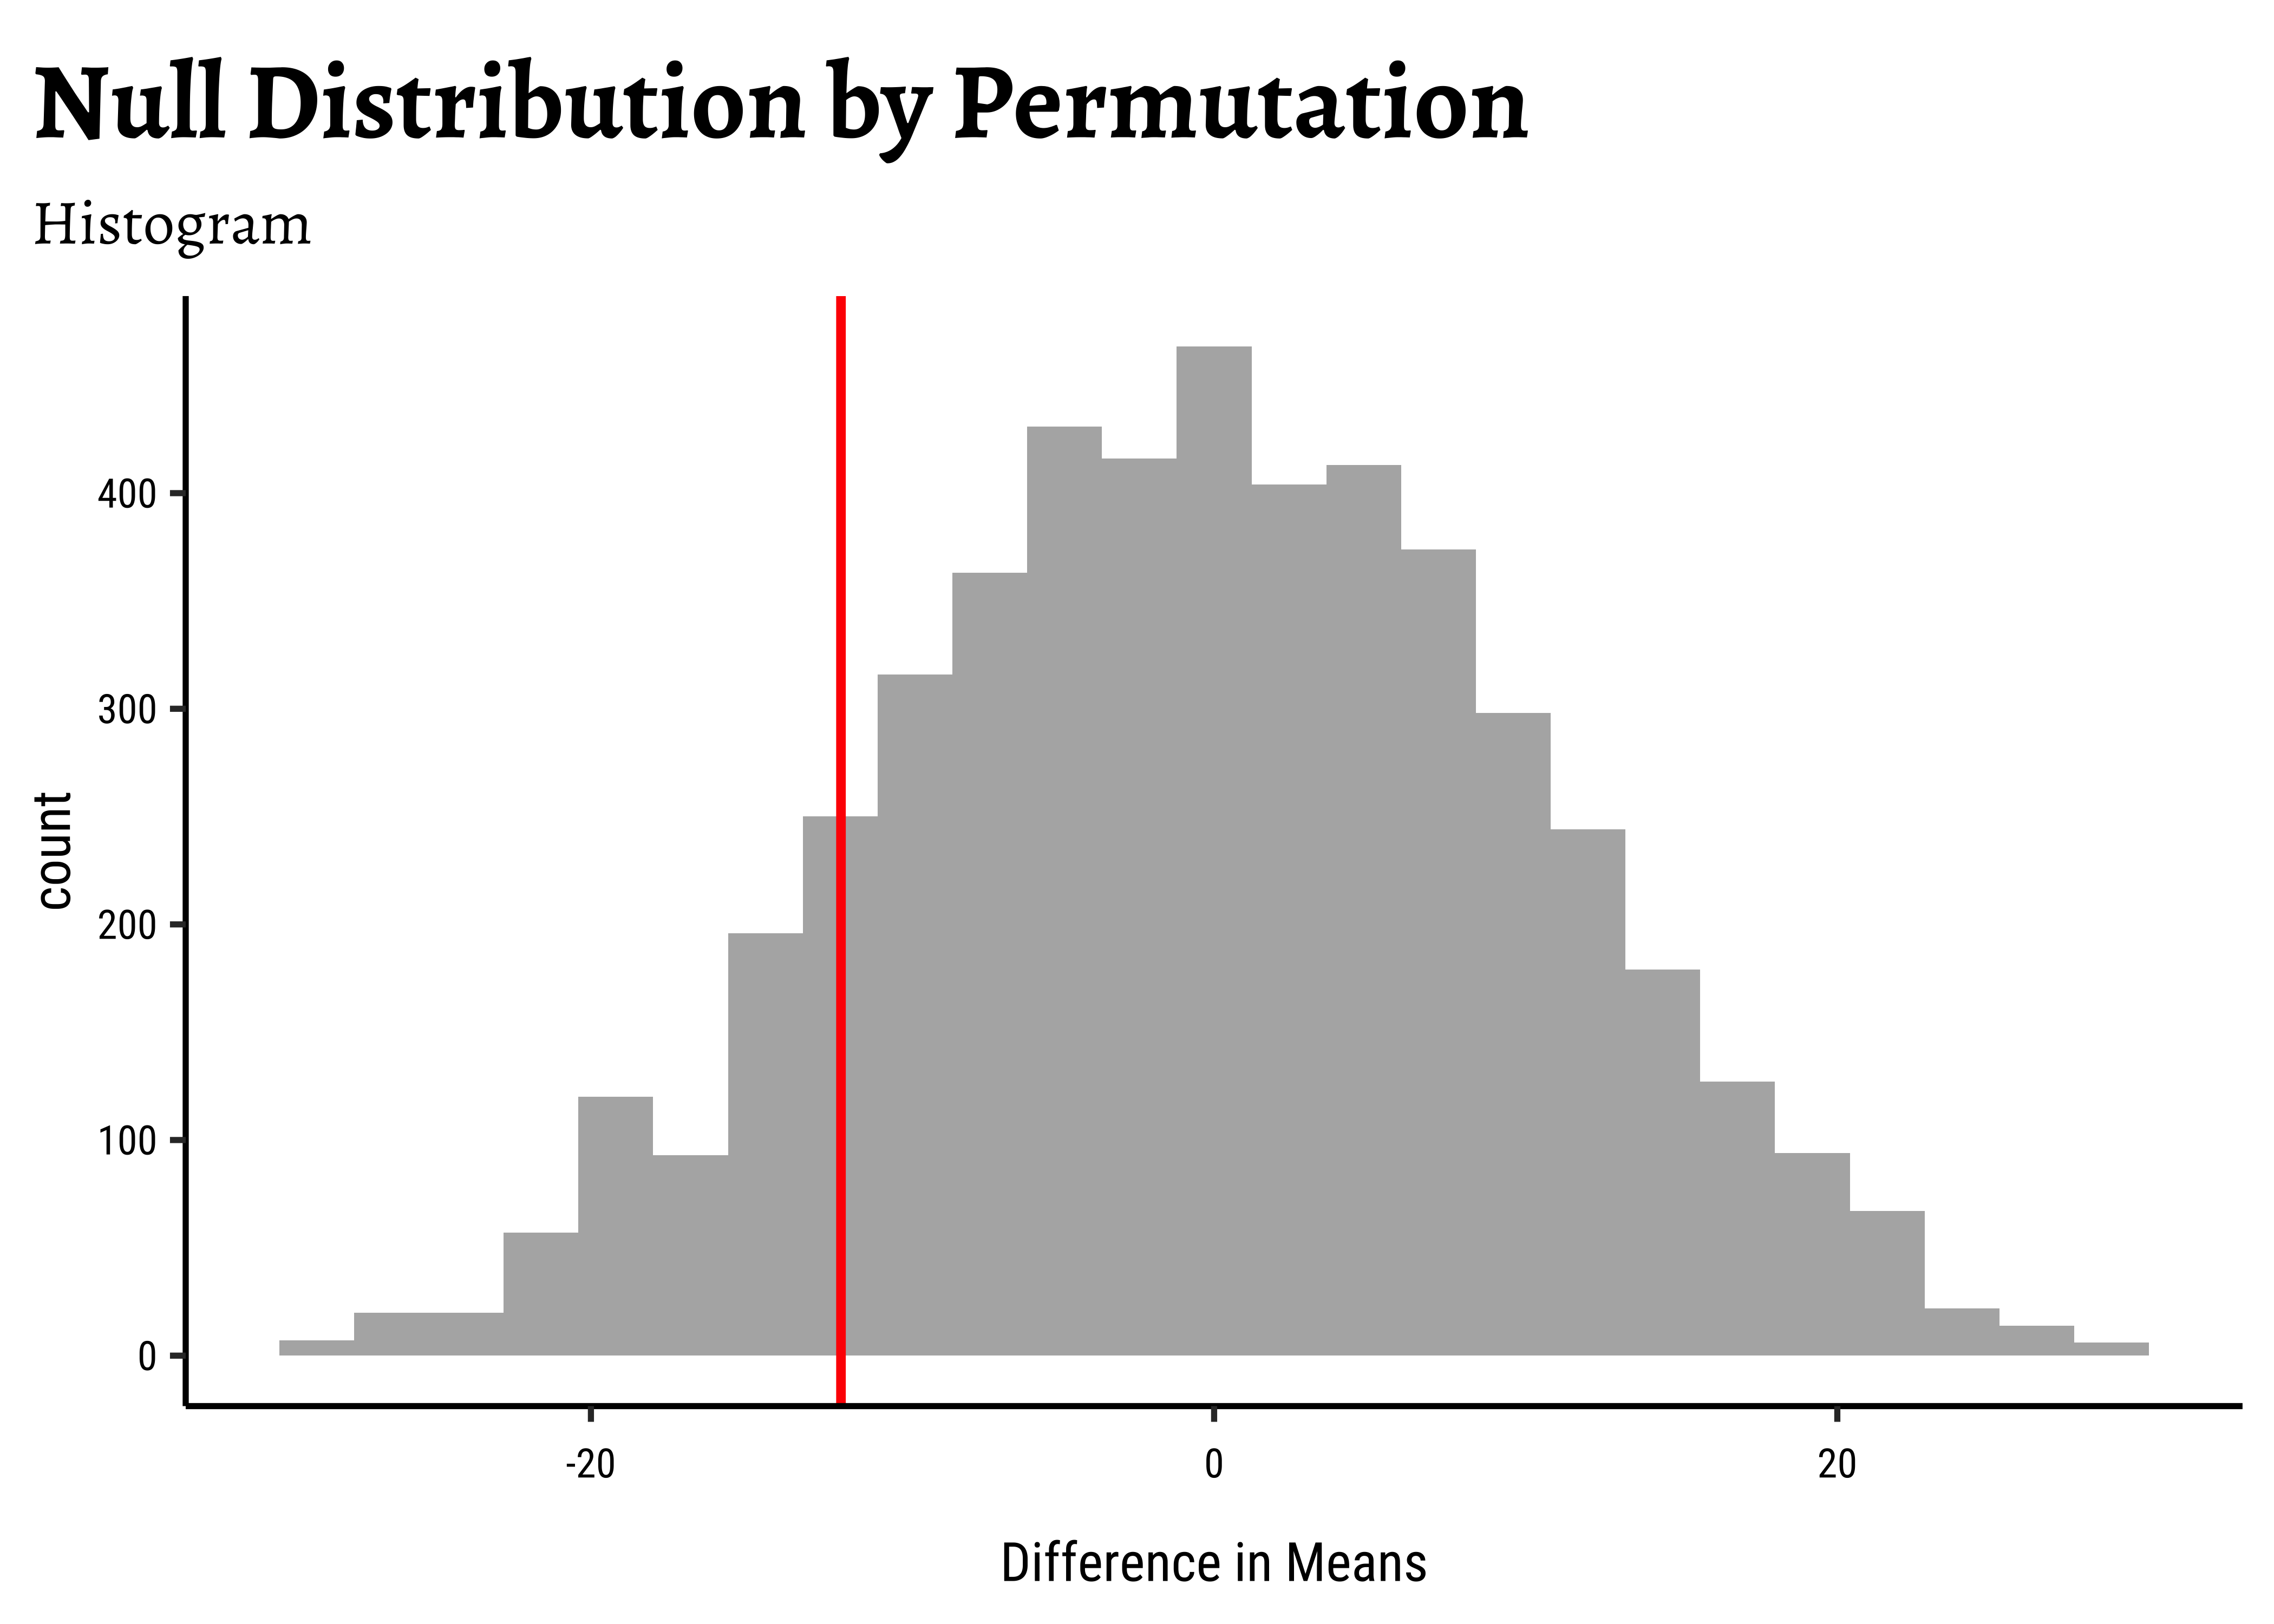 Null Distribution by Permutation
Histogram
count
400
300
200
100
0
-20
0
20
Difference in Means